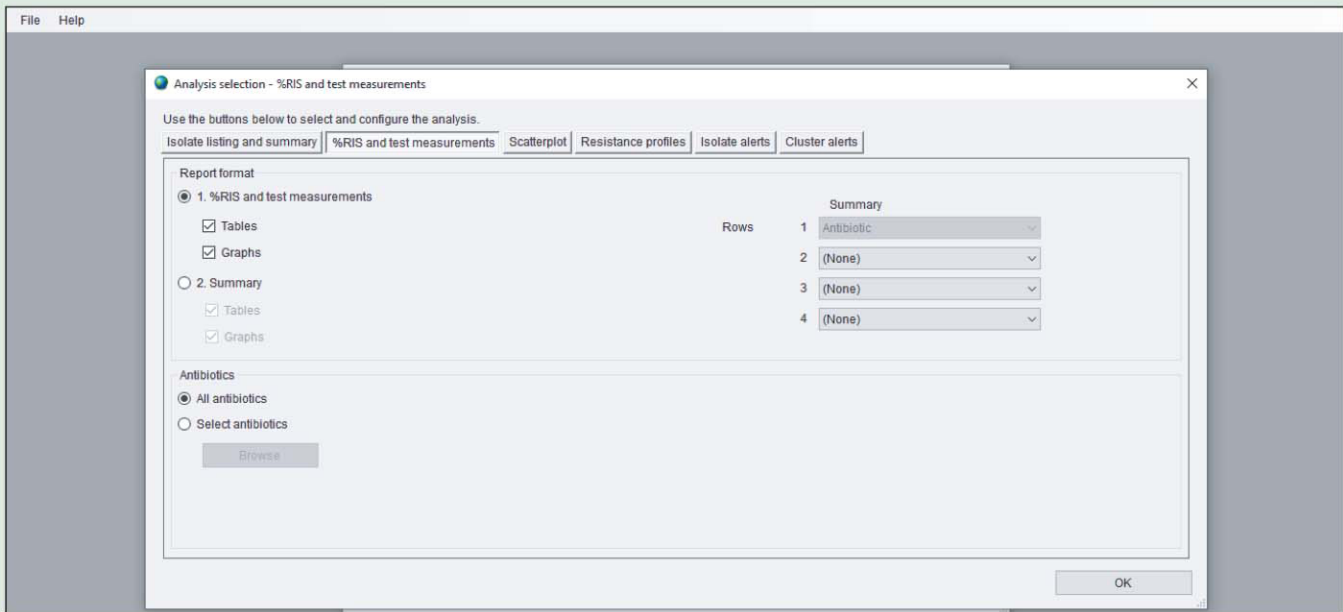 File Help
Analysis selection - %RIS and test measurements
Use the buttons below to select and configure the analysis.
Isolate listing and summary %RIS and test measurements Scatterplot Resistance profiles Isolate alerts Cluster alerts
Report format
1. %RIS and test measurements
Tables
Graphs
2. Summary
Tables
Graphs
Summary
Rows 1 Antibiotic
2 (None)
3 (None)
4 (None)
Antibiotics
All antibiotics
Select antibiotics
Browse
OK